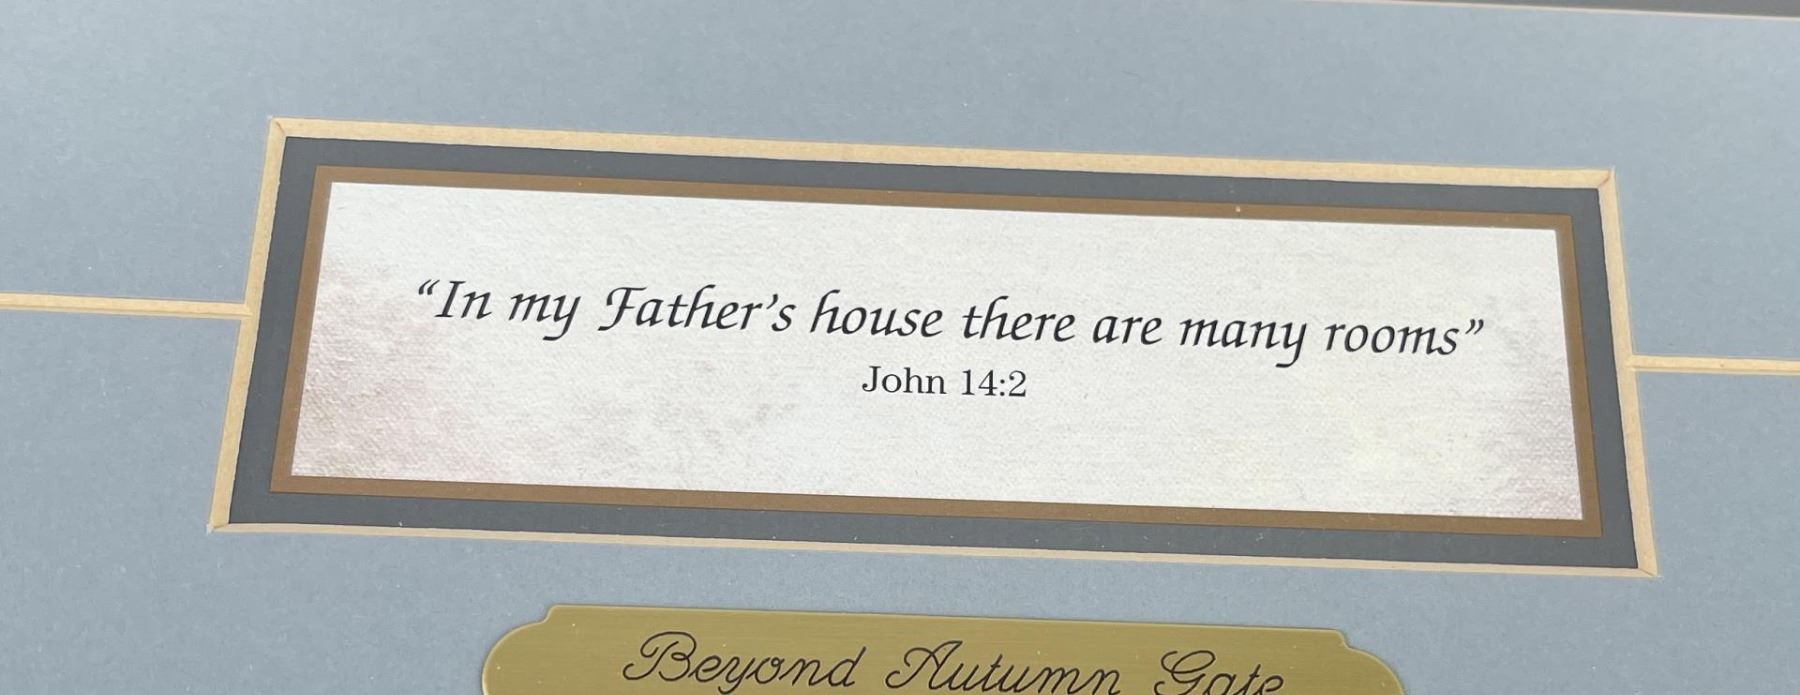 “In my Father’s house there are many rooms”
John 14:2
Beyond Autumn Gate